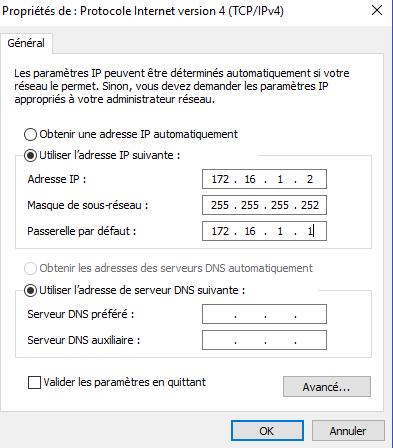 Propriétés de : Protocole Internet version 4 (TCP/IPv4)
Général
Les paramètres IP peuvent être déterminés automatiquement si votre
réseau le permet. Sinon, vous devez demander les paramètres IP
appropriés à votre administrateur réseau.
Obtenir une adresse IP automatiquement
Utiliser l'adresse IP suivante :
Adresse IP : 172 . 16 . 1 . 2
Masque de sous-réseau : 255 . 255 . 255 . 252
Passerelle par défaut : 172 . 16 . 1 . 1
Obtenir les adresses des serveurs DNS automatiquement
Utiliser l'adresse de serveur DNS suivante :
Serveur DNS préféré : . . .
Serveur DNS auxiliaire : . . .
Valider les paramètres en quittant
Avancé...
OK Annuler